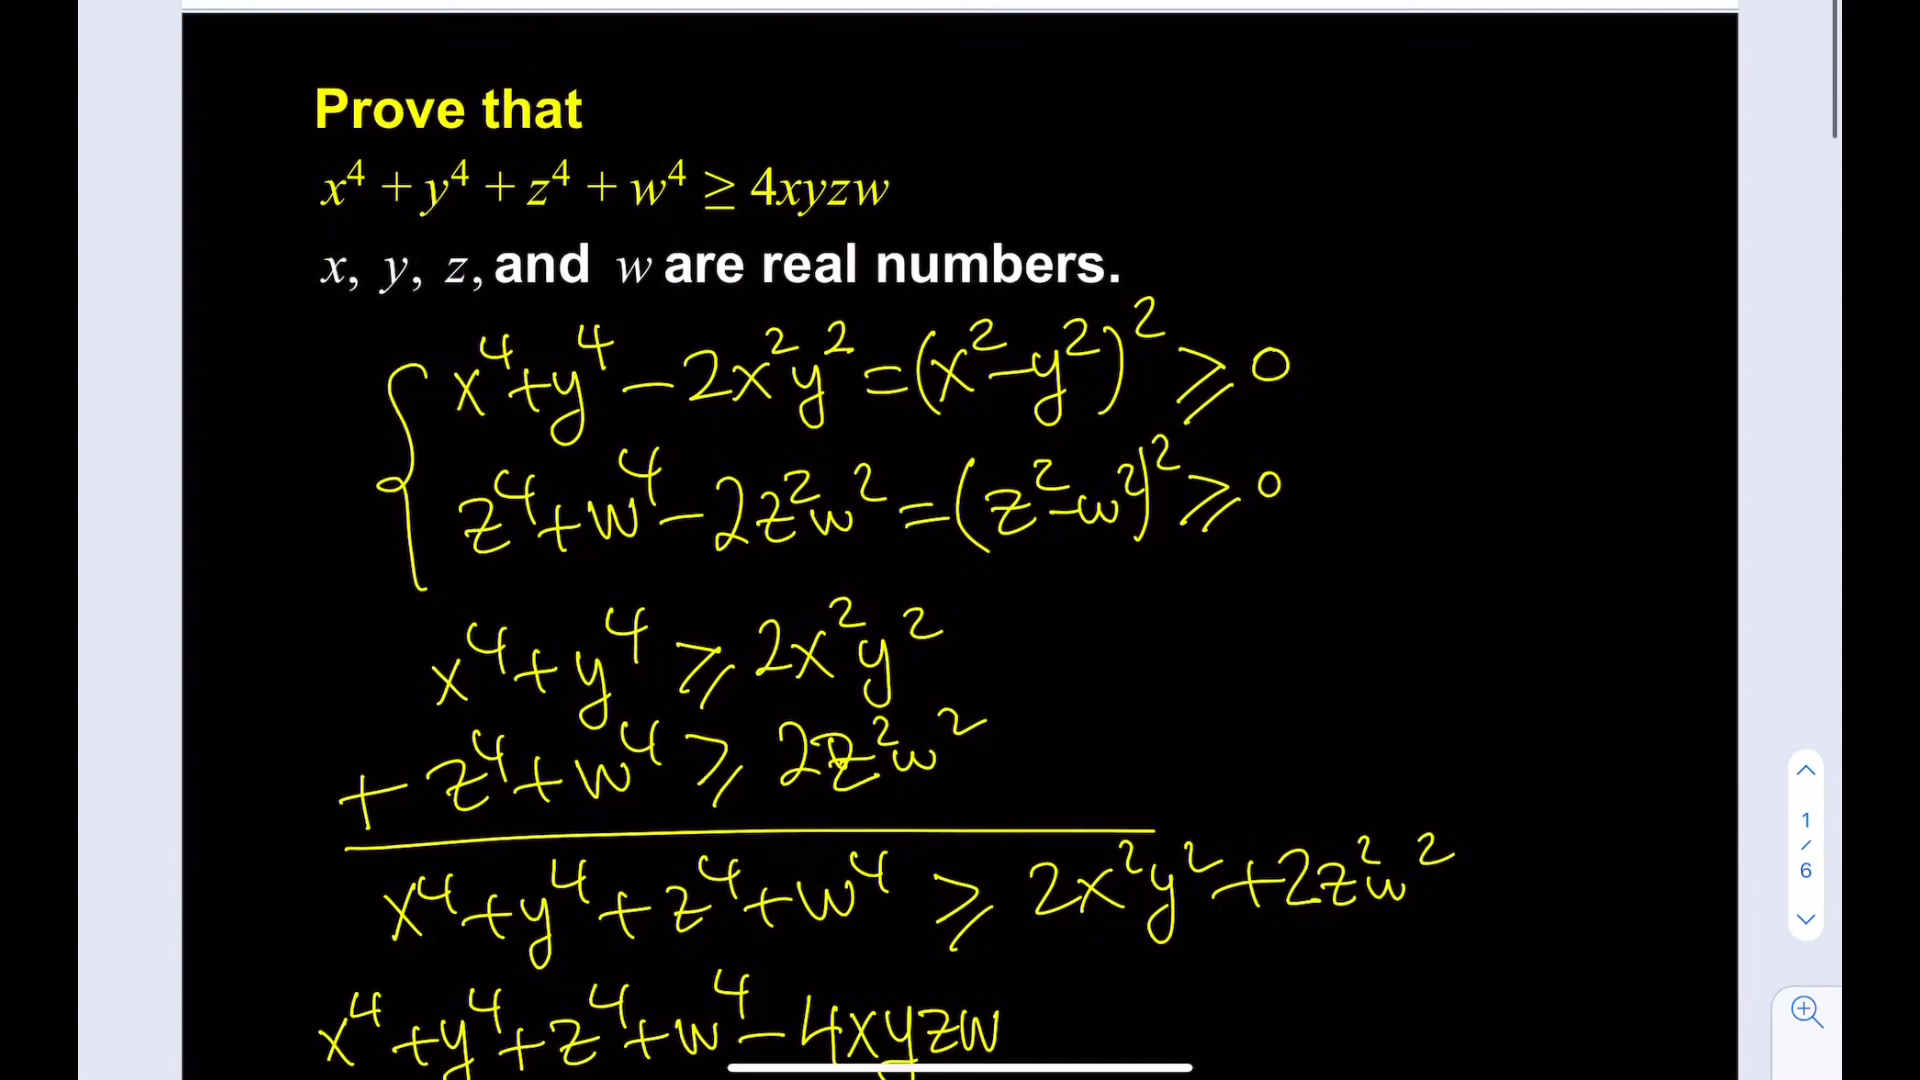 Prove that
x⁴ + y⁴ + z⁴ + w⁴ ≥ 4xyzw
x, y, z, and w are real numbers.
x⁴+y⁴-2x²y²=(x²-y²)²≥0
z⁴+w⁴-2z²w²=(z²-w²)²≥0
x⁴+y⁴≥2x²y²
+ z⁴+w⁴≥2z²w²
x⁴+y⁴+z⁴+w⁴≥2x²y²+2z²w²
x⁴+y⁴+z⁴+w⁴-4xyzw
1
/
6